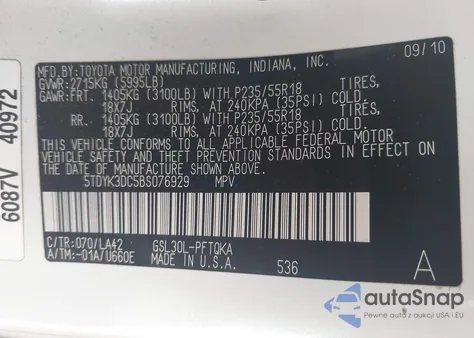 MFD.BY:TOYOTA MOTOR MANUFACTURING, INDIANA, INC. 09/10
GVWR:2715KG (5995LB)
GAWR:FRT. 1405KG (3100LB) WITH P235/55R18 TIRES,
18X7J RIMS, AT 240KPA (35PSI) COLD
RR. 1405KG (3100LB) WITH P235/55R18 TIRES,
18X7J RIMS, AT 240KPA (35PSI) COLD
THIS VEHICLE CONFORMS TO ALL APPLICABLE FEDERAL MOTOR
VEHICLE SAFETY, BUMPER, AND THEFT PREVENTION STANDARDS
IN EFFECT ON THE DATE OF MANUFACTURE SHOWN ABOVE.
5TDYK3DC5BS076929 MPV
C/TR:070/LA42 GSL30L-PFTQKA
A/TM:-01A/U660E MADE IN U.S.A. 536 A
6087V 40972
autoSnap
Pewne auta z aukcji USA - EU